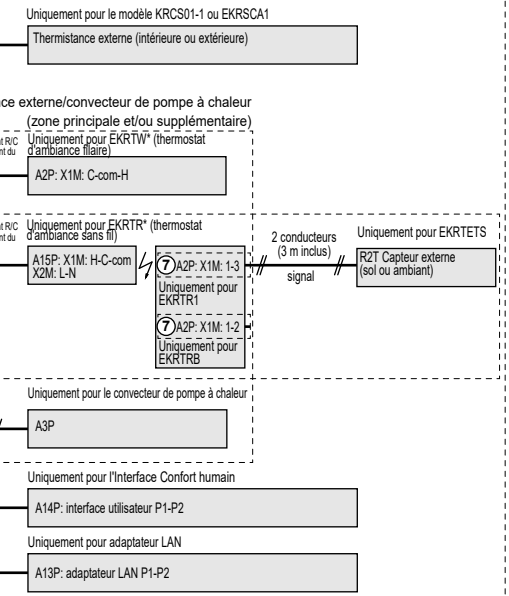 Uniquement pour le modèle KRCS01-1 ou EKRSCA1
Thermistance externe (intérieure ou extérieure)
externe/convecteur de pompe à chaleur
(zone principale et/ou supplémentaire)
R/C
du
Uniquement pour EKRTW* (thermostat
d'ambiance filaire)
A2P: X1M: C-com-H
R/C
du
Uniquement pour EKRTR* (thermostat
d'ambiance sans fil)
A15P: X1M: H-C-com
X2M: L-N
7 A2P: X1M: 1-3
Uniquement pour
EKRTR1
7 A2P: X1M: 1-2
Uniquement pour
EKRTRB
2 conducteurs
(3 m inclus)
signal
Uniquement pour EKRTETS
R2T Capteur externe
(sol ou ambiant)
Uniquement pour le convecteur de pompe à chaleur
A3P
Uniquement pour l'Interface Confort humain
A14P: interface utilisateur P1-P2
Uniquement pour adaptateur LAN
A13P: adaptateur LAN P1-P2